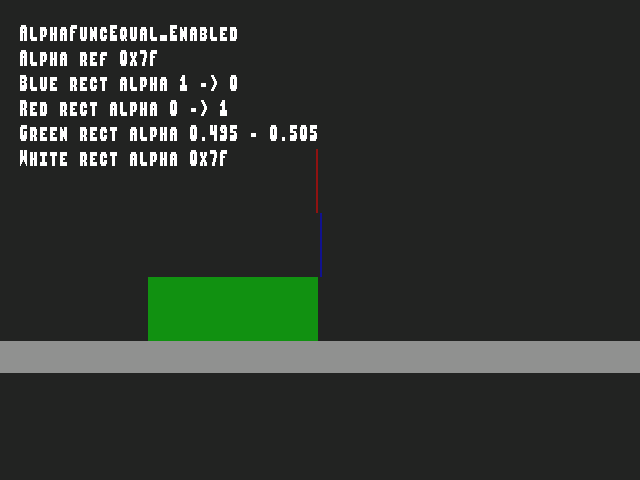 AlphaFuncEqual_Enabled
Alpha ref 0x7f
Blue rect alpha 1 -> 0
Red rect alpha 0 -> 1
Green rect alpha 0.495 - 0.505
White rect alpha 0x7f